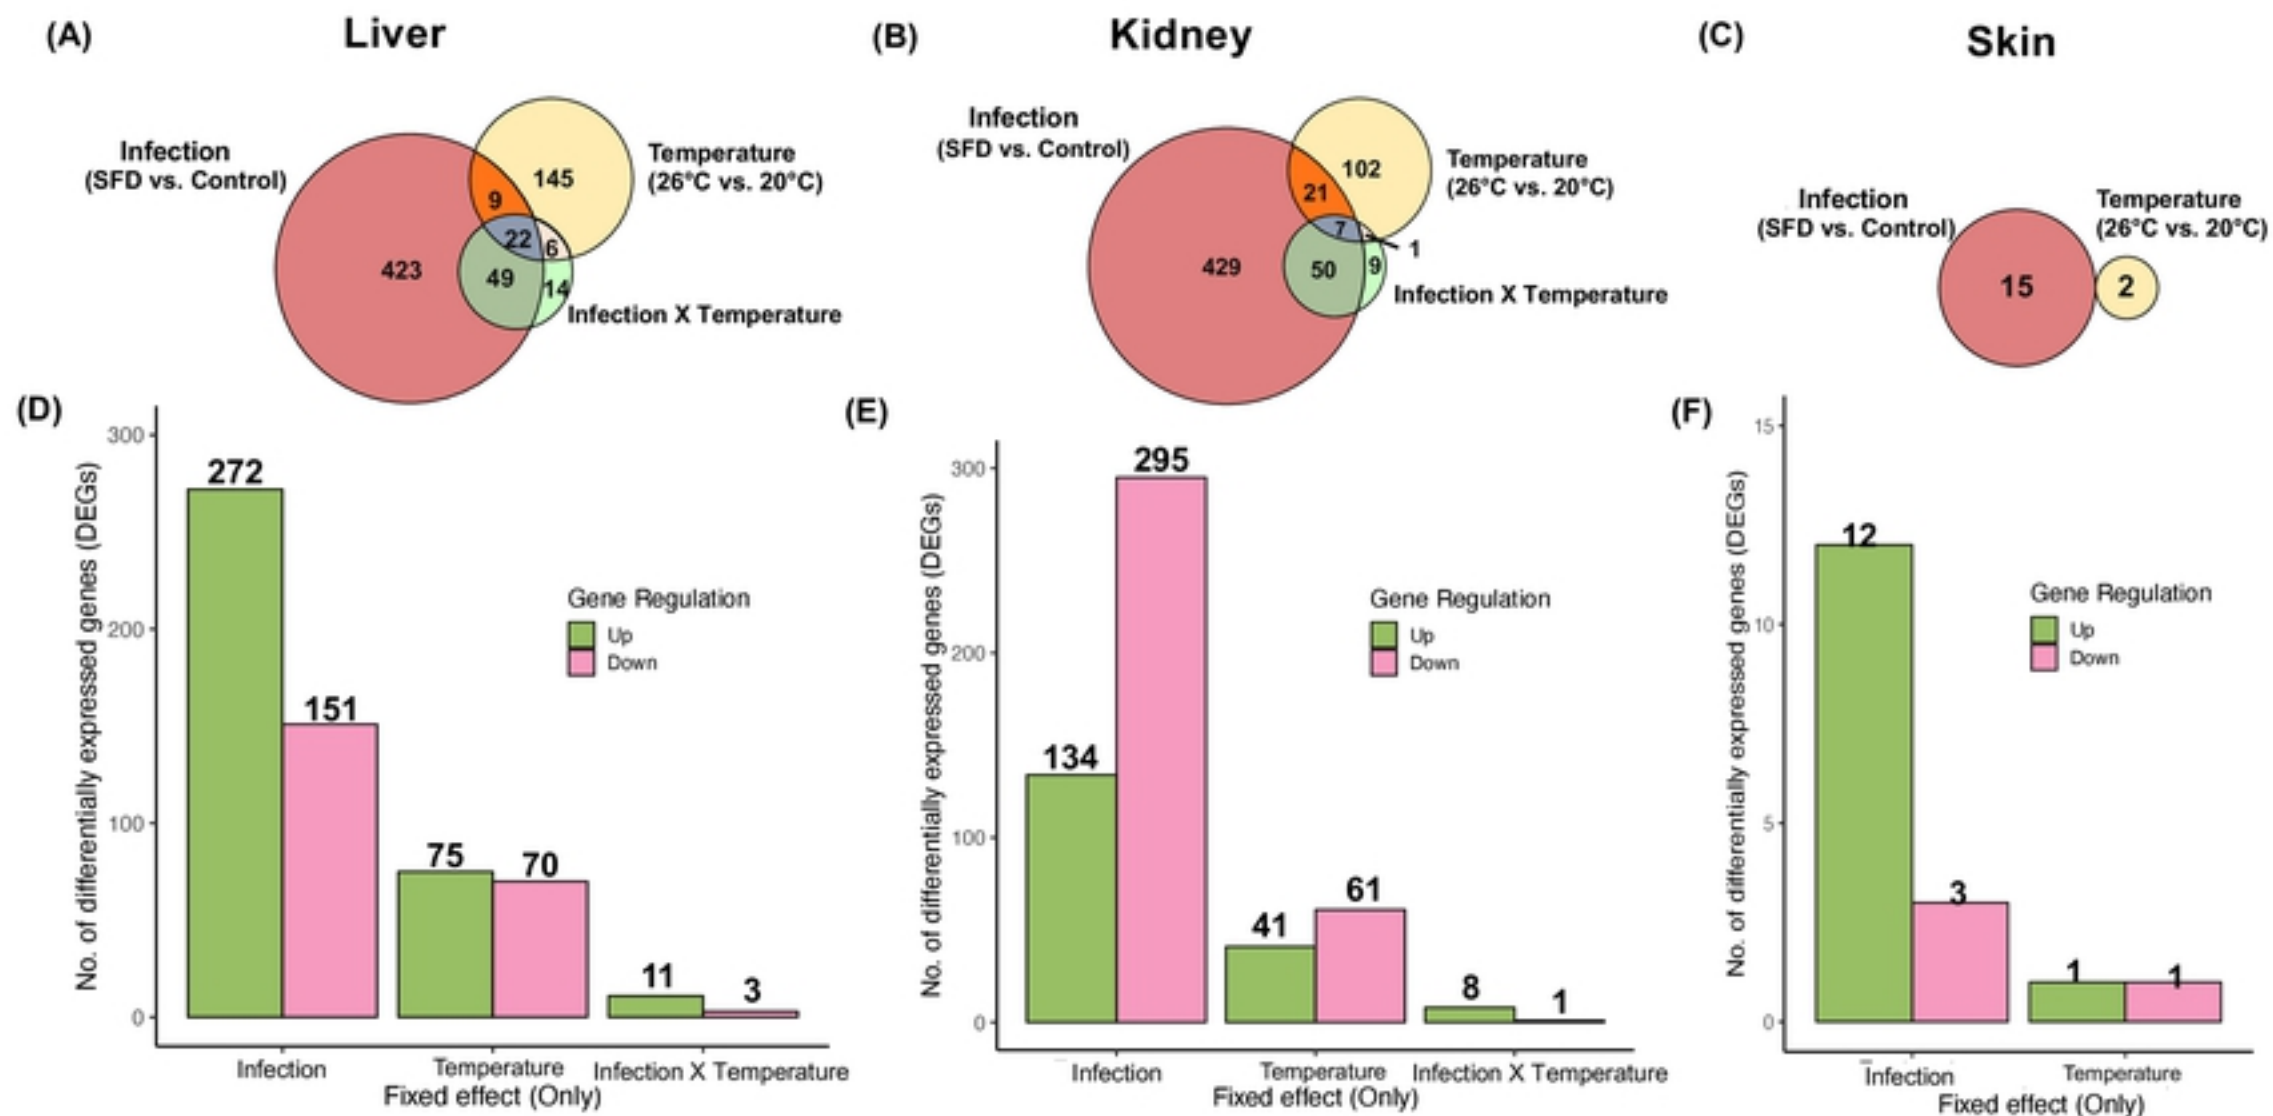 (A)
Liver
Infection
(SFD vs. Control)
Temperature
(26°C vs. 20°C)
145
9
22
6
423
49
14
Infection X Temperature
(B)
Kidney
Infection
(SFD vs. Control)
Temperature
(26°C vs. 20°C)
102
21
7
1
429
50
9
Infection X Temperature
(C)
Skin
Infection
(SFD vs. Control)
Temperature
(26°C vs. 20°C)
15
2
(D)
No. of differentially expressed genes (DEGs)
300
200
100
0
272
151
75
70
11
3
Gene Regulation
Up
Down
Infection
Temperature
Infection X Temperature
Fixed effect (Only)
(E)
No. of differentially expressed genes (DEGs)
300
200
100
0
134
295
41
61
8
1
Gene Regulation
Up
Down
Infection
Temperature
Infection X Temperature
Fixed effect (Only)
(F)
No. of differentially expressed genes (DEGs)
15
10
5
0
12
3
1
1
Gene Regulation
Up
Down
Infection
Temperature
Fixed effect (Only)